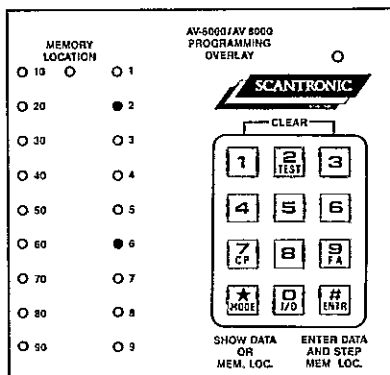 AV-5000/AV 8000
PROGRAMMING
OVERLAY
MEMORY
LOCATION
10 1
20 2
30 3
40 4
50 5
60 6
70 7
80 8
90 9
SCANTRONIC
CLEAR
1 2 TEST 3
4 5 6
7 CP 8 9 FA
★ MODE 0 I/O # ENTR
SHOW DATA
OR
MEM, LOC.
ENTER DATA
AND STEP
MEM LOC.